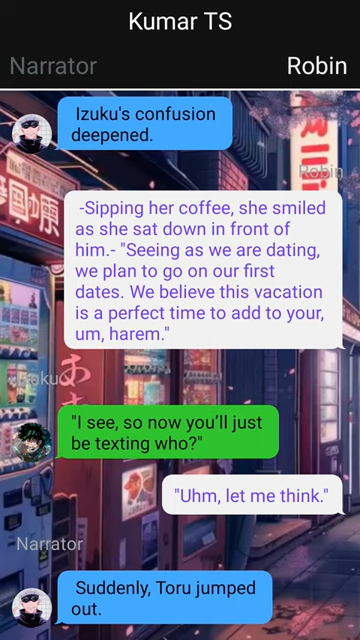 Kumar TS
Narrator
Robin
Izuku's confusion
deepened.
Robin
-Sipping her coffee, she smiled
as she sat down in front of
him.- "Seeing as we are dating,
we plan to go on our first
dates. We believe this vacation
is a perfect time to add to your,
um, harem."
Izuku
"I see, so now you’ll just
be texting who?"
"Uhm, let me think."
Narrator
Suddenly, Toru jumped
out.